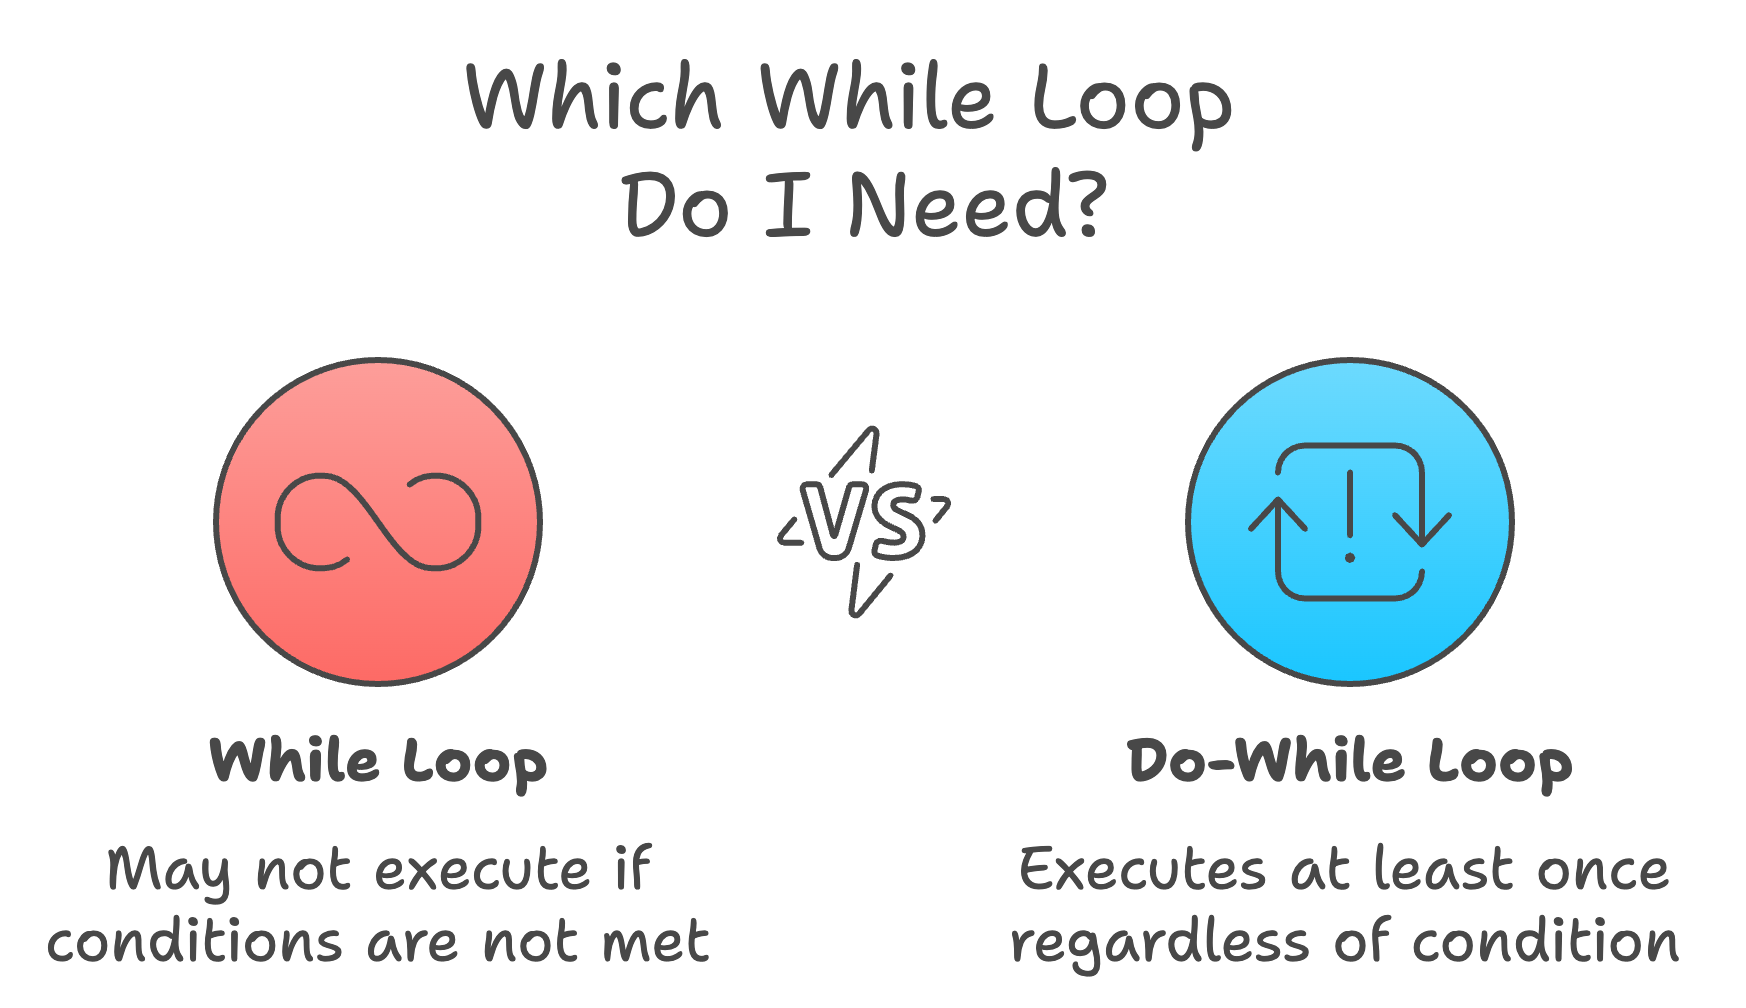 Which While Loop
Do I Need?
VS
While Loop
May not execute if
conditions are not met
Do-While Loop
Executes at least once
regardless of condition